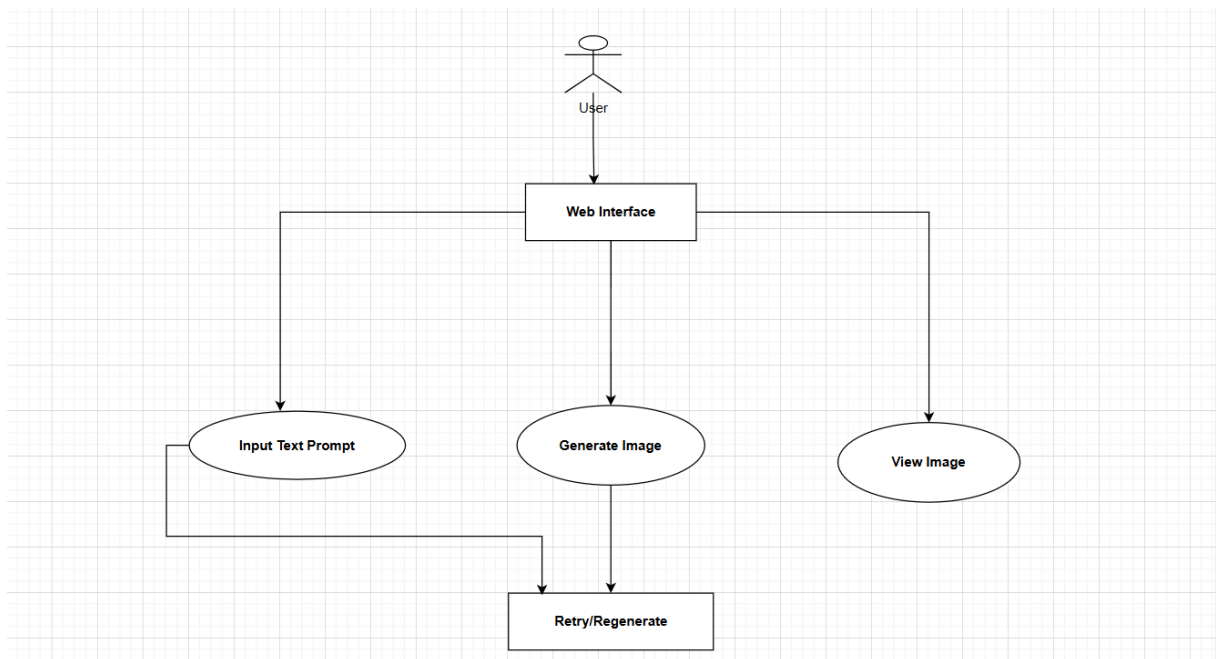 User
Web Interface
Input Text Prompt
Generate Image
View Image
Retry/Regenerate